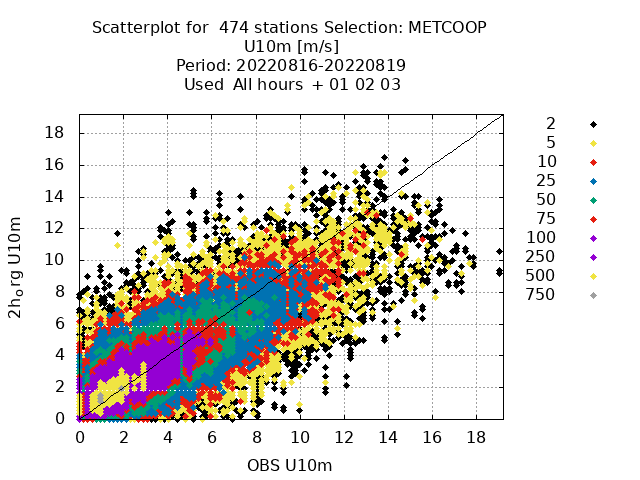 Scatterplot for  474 stations Selection: METCOOP
U10m [m/s]
Period: 20220816-20220819
Used  All hours  + 01 02 03
2
5
10
25
50
75
100
250
500
750
18
16
14
12
10
8
6
4
2
0
2hₒrg U10m
0 2 4 6 8 10 12 14 16 18
OBS U10m